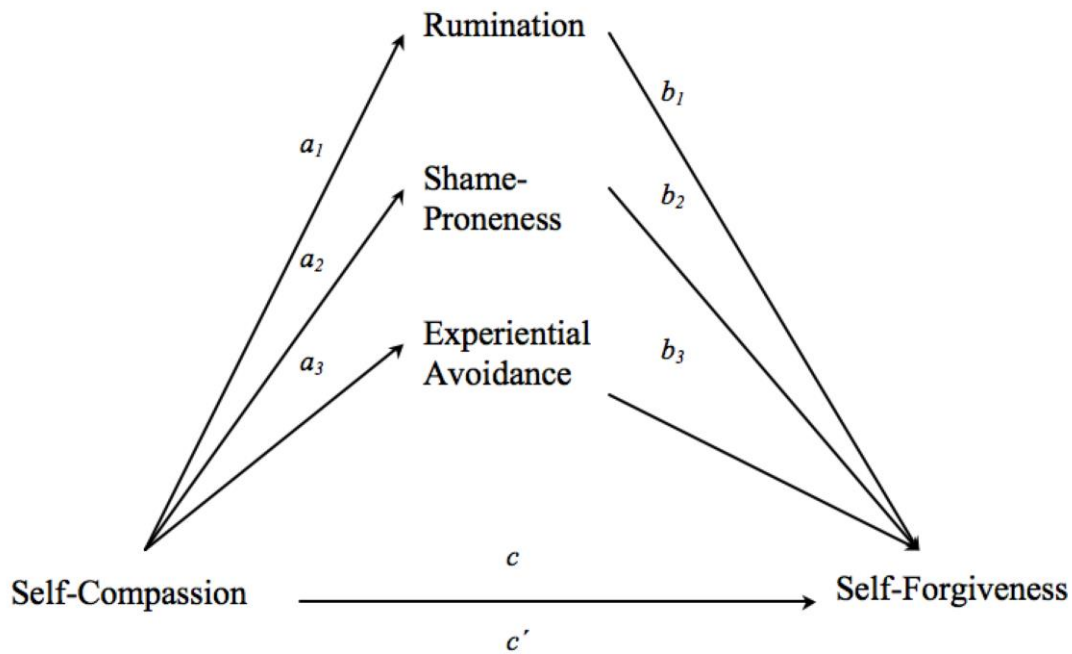 Rumination
b₁
a₁
Shame-
Proneness
b₂
a₂
Experiential
Avoidance
b₃
a₃
c
Self-Compassion
Self-Forgiveness
c´